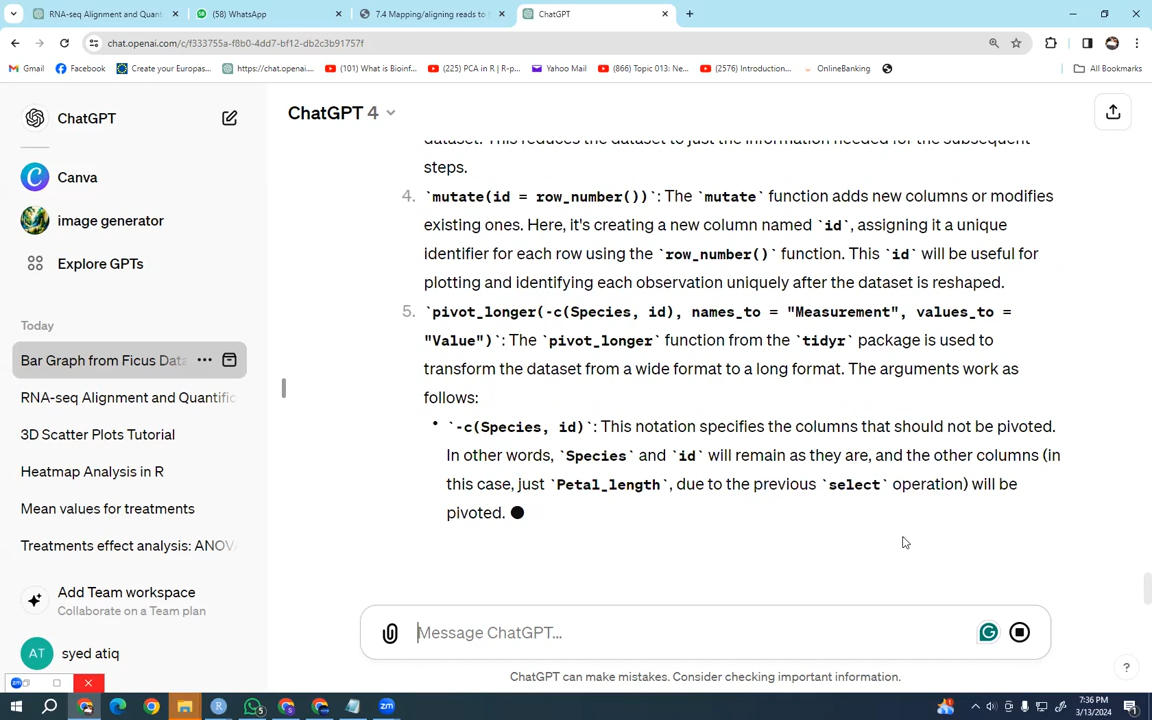 RNA-seq Alignment and Quant
(58) WhatsApp
7.4 Mapping/aligning reads to
ChatGPT
chat.openai.com/c/f333755a-f8b0-4dd7-bf12-db2c3b91757f
Gmail
Facebook
Create your Europas...
https://chat.openai....
(101) What is Bioinf...
(225) PCA in R | R-p...
Yahoo Mail
(866) Topic 013: Ne...
(2576) Introduction...
OnlineBanking
All Bookmarks
ChatGPT
Canva
image generator
Explore GPTs
Today
Bar Graph from Ficus Data
RNA-seq Alignment and Quantific
3D Scatter Plots Tutorial
Heatmap Analysis in R
Mean values for treatments
Treatments effect analysis: ANOV
Add Team workspace
Collaborate on a Team plan
AT
syed atiq
zm
ChatGPT 4
dataset. This reduces the dataset to just the information needed for the subsequent
steps.
4. `mutate(id = row_number())`: The `mutate` function adds new columns or modifies
existing ones. Here, it's creating a new column named `id`, assigning it a unique
identifier for each row using the `row_number()` function. This `id` will be useful for
plotting and identifying each observation uniquely after the dataset is reshaped.
5. `pivot_longer(-c(Species, id), names_to = "Measurement", values_to =
"Value")`: The `pivot_longer` function from the `tidyr` package is used to
transform the dataset from a wide format to a long format. The arguments work as
follows:
• `-c(Species, id)`: This notation specifies the columns that should not be pivoted.
In other words, `Species` and `id` will remain as they are, and the other columns (in
this case, just `Petal_length`, due to the previous `select` operation) will be
pivoted.
Message ChatGPT...
ChatGPT can make mistakes. Consider checking important information.
?
R
5
zm
7:36 PM
3/13/2024